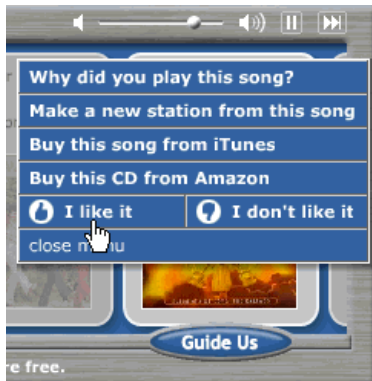 Why did you play this song?
Make a new station from this song
Buy this song from iTunes
Buy this CD from Amazon
I like it
I don't like it
close menu
Guide Us
re free.